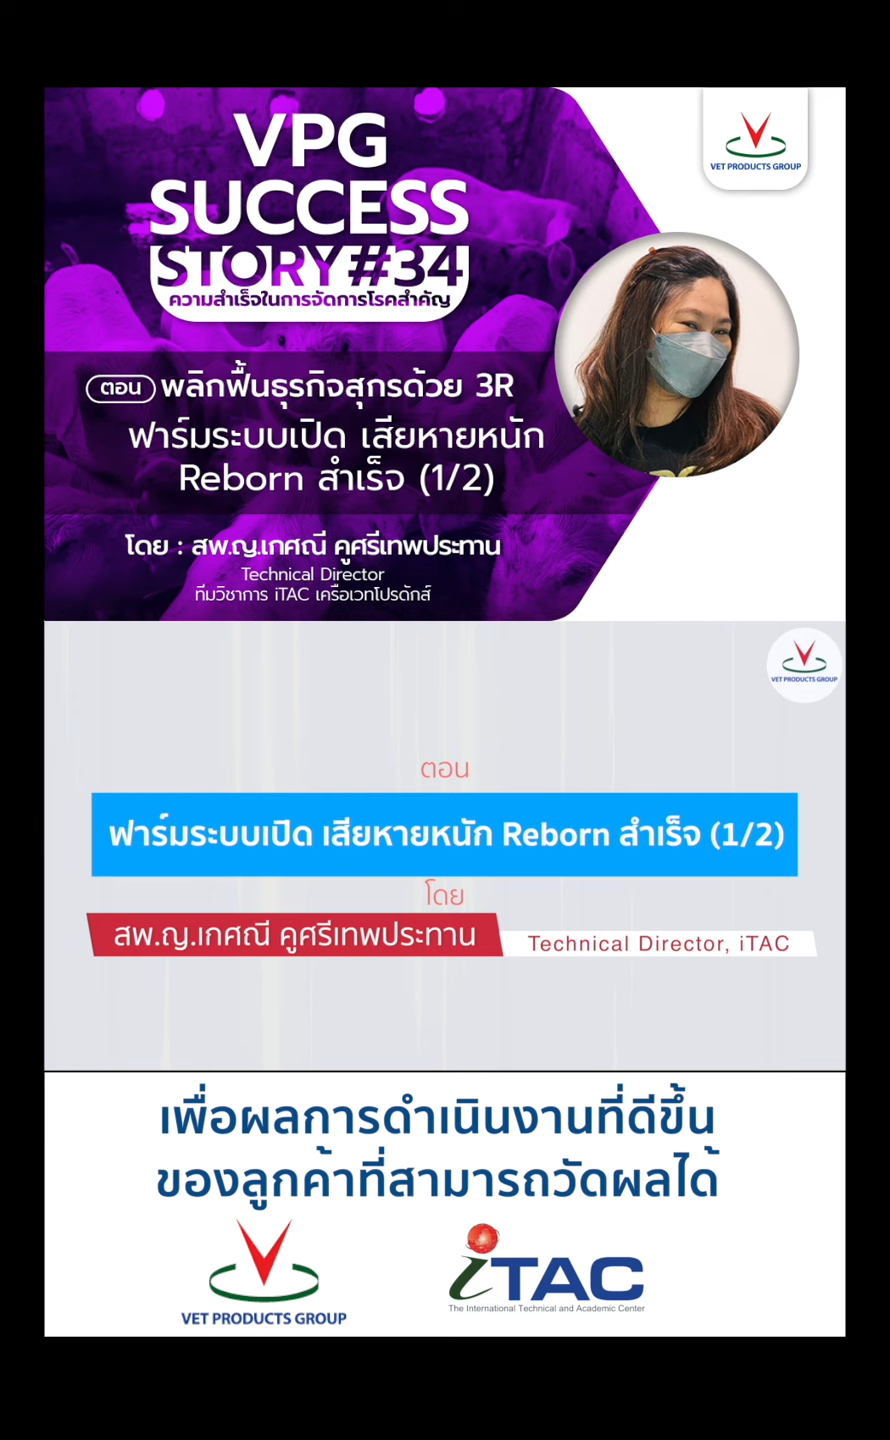 VPG
SUCCESS
STORY#34
ความสำเร็จในการจัดการโรคสำคัญ
VET PRODUCTS GROUP
ตอน พลิกฟื้นธุรกิจสุกรด้วย 3R
ฟาร์มระบบเปิด เสียหายหนัก
Reborn สำเร็จ (1/2)
โดย : สพ.ญ.เกศณี คูศรีเทพประทาน
Technical Director
ทีมวิชาการ iTAC เครือเวทโปรดักส์
VET PRODUCTS GROUP
ตอน
ฟาร์มระบบเปิด เสียหายหนัก Reborn สำเร็จ (1/2)
โดย
สพ.ญ.เกศณี คูศรีเทพประทาน
Technical Director, iTAC
เพื่อผลการดำเนินงานที่ดีขึ้น
ของลูกค้าที่สามารถวัดผลได้
VET PRODUCTS GROUP
iTAC
The International Technical and Academic Center